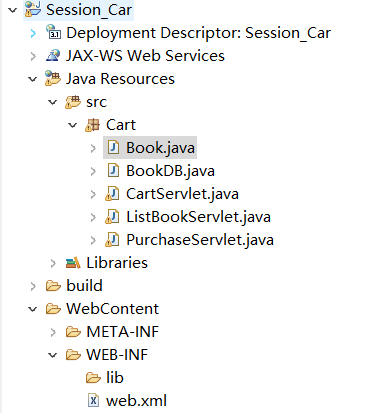 Session_Car
Deployment Descriptor: Session_Car
JAX-WS Web Services
Java Resources
src
Cart
Book.java
BookDB.java
CartServlet.java
ListBookServlet.java
PurchaseServlet.java
Libraries
build
WebContent
META-INF
WEB-INF
lib
web.xml